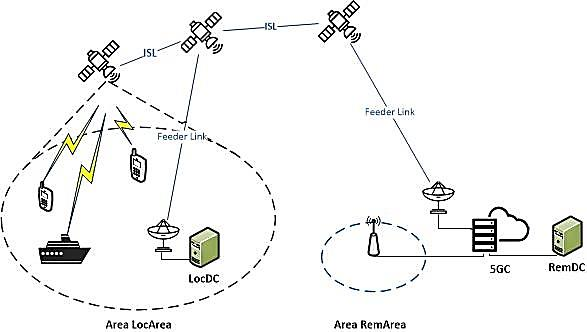 ISL
ISL
Feeder Link
Feeder Link
LocDC
5GC
RemDC
Area LocArea
Area RemArea